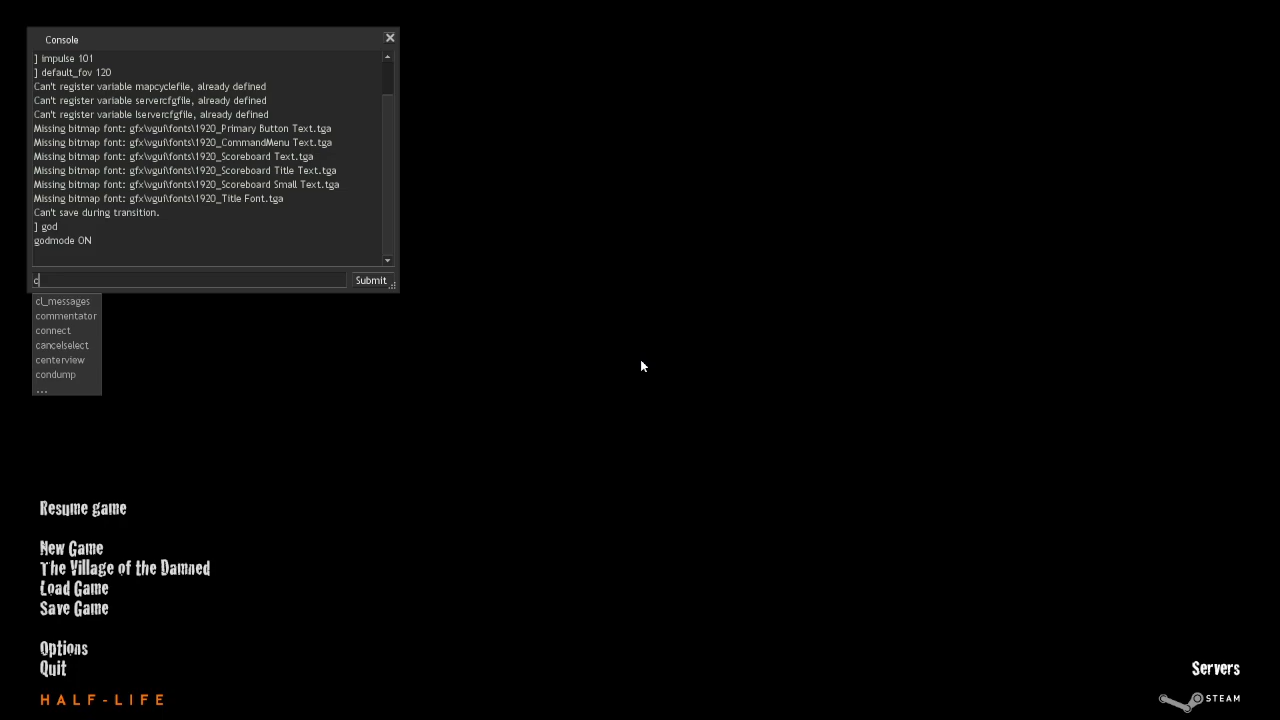 Console
] impulse 101
] default_fov 120
Can't register variable mapcyclefile, already defined
Can't register variable servercfgfile, already defined
Can't register variable lservercfgfile, already defined
Missing bitmap font: gfx\vgui\fonts\1920_Primary Button Text.tga
Missing bitmap font: gfx\vgui\fonts\1920_CommandMenu Text.tga
Missing bitmap font: gfx\vgui\fonts\1920_Scoreboard Text.tga
Missing bitmap font: gfx\vgui\fonts\1920_Scoreboard Title Text.tga
Missing bitmap font: gfx\vgui\fonts\1920_Scoreboard Small Text.tga
Missing bitmap font: gfx\vgui\fonts\1920_Title Font.tga
Can't save during transition.
] god
godmode ON
c
Submit
cl_messages
commentator
connect
cancelselect
centerview
condump
...
Resume game
New Game
The Village of the Damned
Load Game
Save Game
Options
Quit
Servers
HALF-LIFE
STEAM